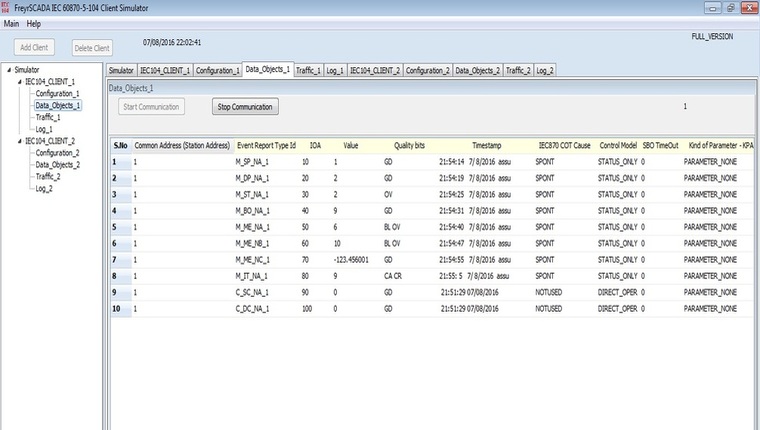 FreyrSCADA IEC 60870-5-104 Client Simulator
Main Help
Add Client Delete Client 07/08/2016 22:02:41 FULL_VERSION
Simulator
IEC104_CLIENT_1
Configuration_1
Data_Objects_1
Traffic_1
Log_1
IEC104_CLIENT_2
Configuration_2
Data_Objects_2
Traffic_2
Log_2
Simulator IEC104_CLIENT_1 Configuration_1 Data_Objects_1 Traffic_1 Log_1 IEC104_CLIENT_2 Configuration_2 Data_Objects_2 Traffic_2 Log_2
Data_Objects_1
Start Communication Stop Communication 1
S.No Common Address (Station Address) Event Report Type Id IOA Value Quality bits Timestamp IEC870 COT Cause Control Model SBO TimeOut Kind of Parameter - KPA
1 1 M_SP_NA_1 10 1 GD 21:54:14 7/ 8/2016 assu SPONT STATUS_ONLY 0 PARAMETER_NONE
2 1 M_DP_NA_1 20 2 GD 21:54:19 7/ 8/2016 assu SPONT STATUS_ONLY 0 PARAMETER_NONE
3 1 M_ST_NA_1 30 2 OV 21:54:25 7/ 8/2016 assu SPONT STATUS_ONLY 0 PARAMETER_NONE
4 1 M_BO_NA_1 40 9 GD 21:54:31 7/ 8/2016 assu SPONT STATUS_ONLY 0 PARAMETER_NONE
5 1 M_ME_NA_1 50 6 BL OV 21:54:40 7/ 8/2016 assu SPONT STATUS_ONLY 0 PARAMETER_NONE
6 1 M_ME_NB_1 60 10 BL OV 21:54:47 7/ 8/2016 assu SPONT STATUS_ONLY 0 PARAMETER_NONE
7 1 M_ME_NC_1 70 -123.456001 GD 21:54:55 7/ 8/2016 assu SPONT STATUS_ONLY 0 PARAMETER_NONE
8 1 M_IT_NA_1 80 9 CA CR 21:55: 5 7/ 8/2016 assu SPONT STATUS_ONLY 0 PARAMETER_NONE
9 1 C_SC_NA_1 90 0 GD 21:51:29 07/08/2016 NOTUSED DIRECT_OPER 0 PARAMETER_NONE
10 1 C_DC_NA_1 100 0 GD 21:51:29 07/08/2016 NOTUSED DIRECT_OPER 0 PARAMETER_NONE